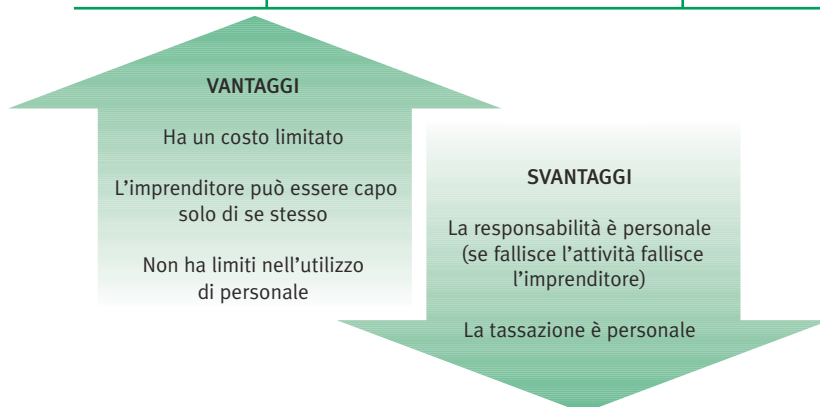 VANTAGGI
Ha un costo limitato
L’imprenditore può essere capo
solo di se stesso
Non ha limiti nell’utilizzo
di personale
SVANTAGGI
La responsabilità è personale
(se fallisce l’attività fallisce
l’imprenditore)
La tassazione è personale